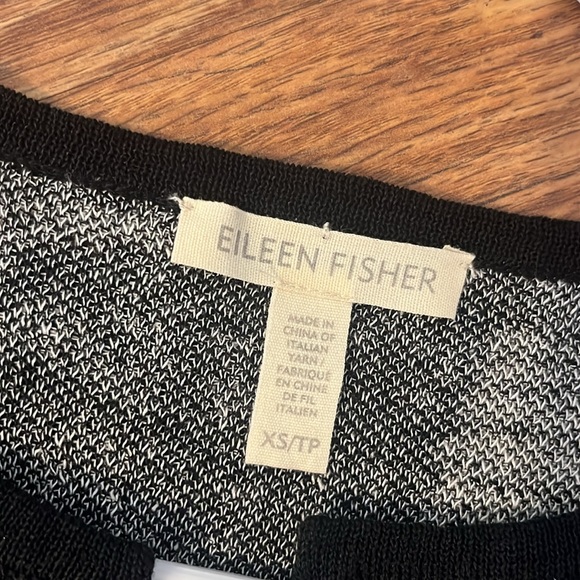 EILEEN FISHER
MADE IN
CHINA OF
ITALIAN
YARN /
FABRIQUÉ
EN CHINE
DE FIL
ITALIEN
XS/TP